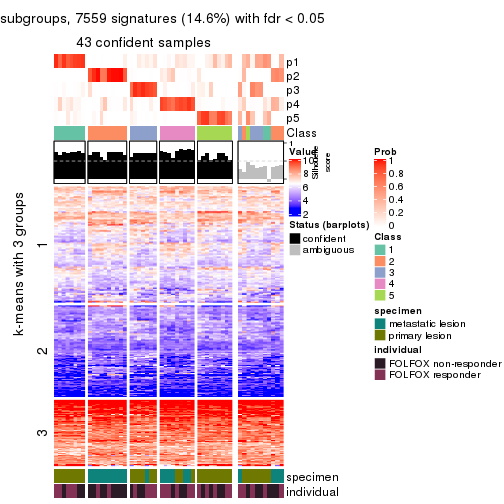 subgroups, 7559 signatures (14.6%) with fdr < 0.05
43 confident samples
p1
p2
p3
p4
p5
Class
1
Silhouette
score
k-means with 3 groups
1
2
3
specimen
individual
Value
10
8
6
4
2
Status (barplots)
confident
ambiguous
Prob
1
0.8
0.6
0.4
0.2
0
Class
1
2
3
4
5
specimen
metastatic lesion
primary lesion
individual
FOLFOX non-responder
FOLFOX responder